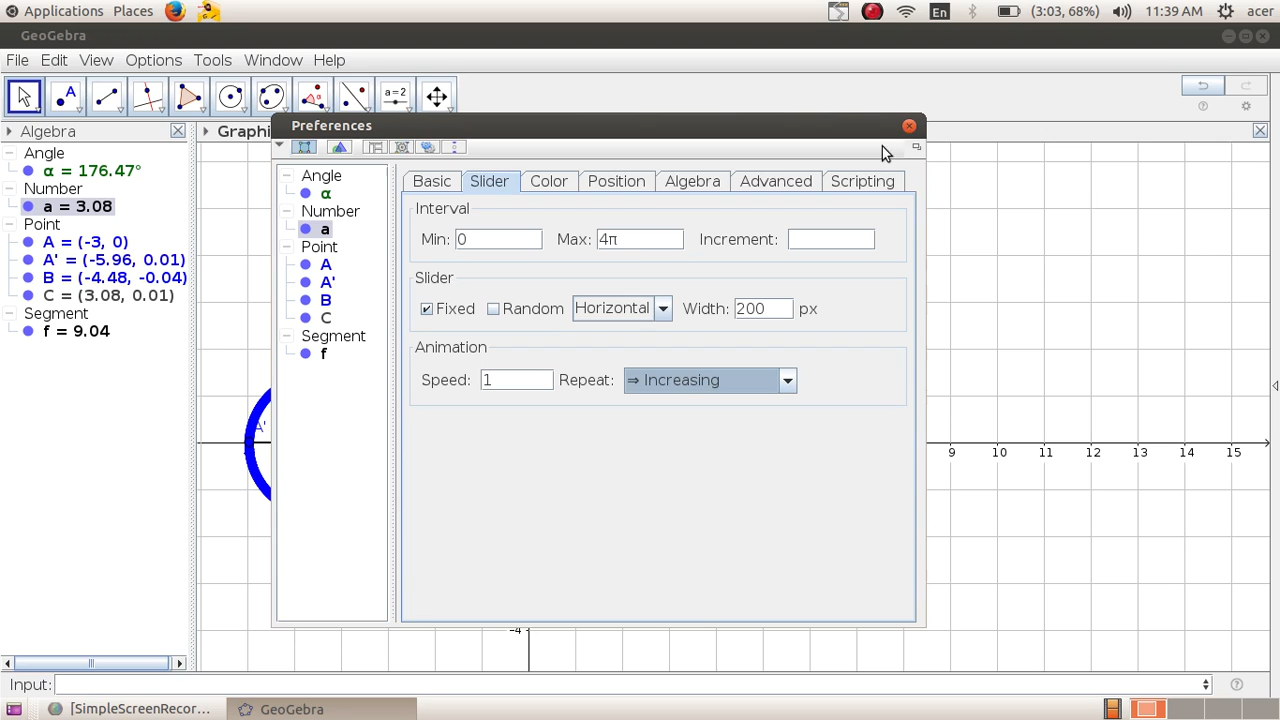 Applications Places En (3:03, 68%) 11:39 AM acer
GeoGebra
File Edit View Options Tools Window Help
A a=2
Algebra
Graphi
Preferences
Angle
α = 176.47°
Number
a = 3.08
Point
A = (-3, 0)
A' = (-5.96, 0.01)
B = (-4.48, -0.04)
C = (3.08, 0.01)
Segment
f = 9.04
Angle
α
Number
a
Point
A
A'
B
C
Segment
f
Basic Slider Color Position Algebra Advanced Scripting
Interval
Min: 0 Max: 4π Increment:
Slider
Fixed Random Horizontal Width: 200 px
Animation
Speed: 1 Repeat: ⇒ Increasing
A'
9 10 11 12 13 14 15
-4
Input:
[SimpleScreenRecor... GeoGebra